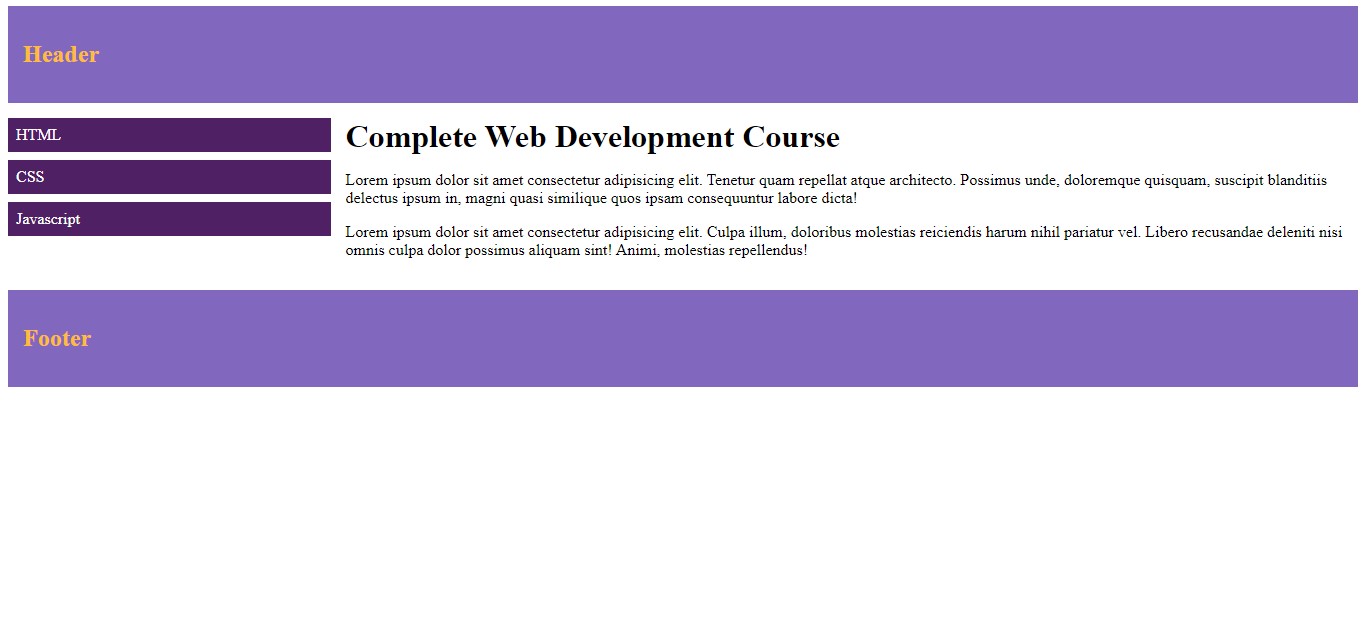 Header
HTML
CSS
Javascript
Complete Web Development Course
Lorem ipsum dolor sit amet consectetur adipisicing elit. Tenetur quam repellat atque architecto. Possimus unde, doloremque quisquam, suscipit blanditiis
delectus ipsum in, magni quasi similique quos ipsam consequuntur labore dicta!
Lorem ipsum dolor sit amet consectetur adipisicing elit. Culpa illum, doloribus molestias reiciendis harum nihil pariatur vel. Libero recusandae deleniti nisi
omnis culpa dolor possimus aliquam sint! Animi, molestias repellendus!
Footer